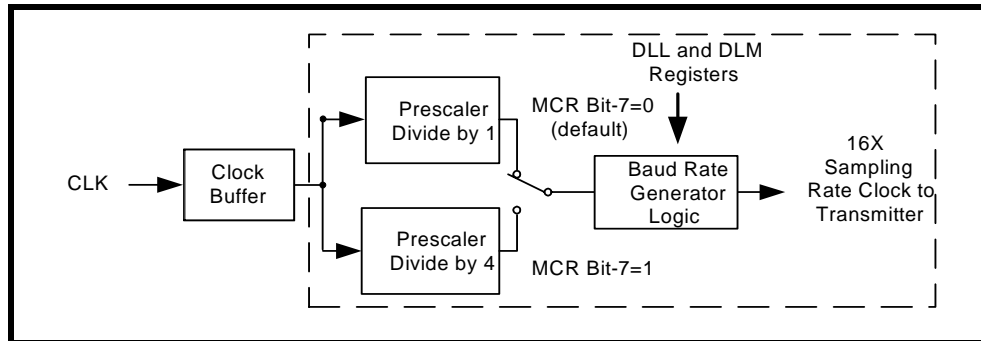 DLL and DLM
Registers
Prescaler
Divide by 1
MCR Bit-7=0
(default)
CLK
Clock
Buffer
Baud Rate
Generator
Logic
16X
Sampling
Rate Clock to
Transmitter
Prescaler
Divide by 4
MCR Bit-7=1